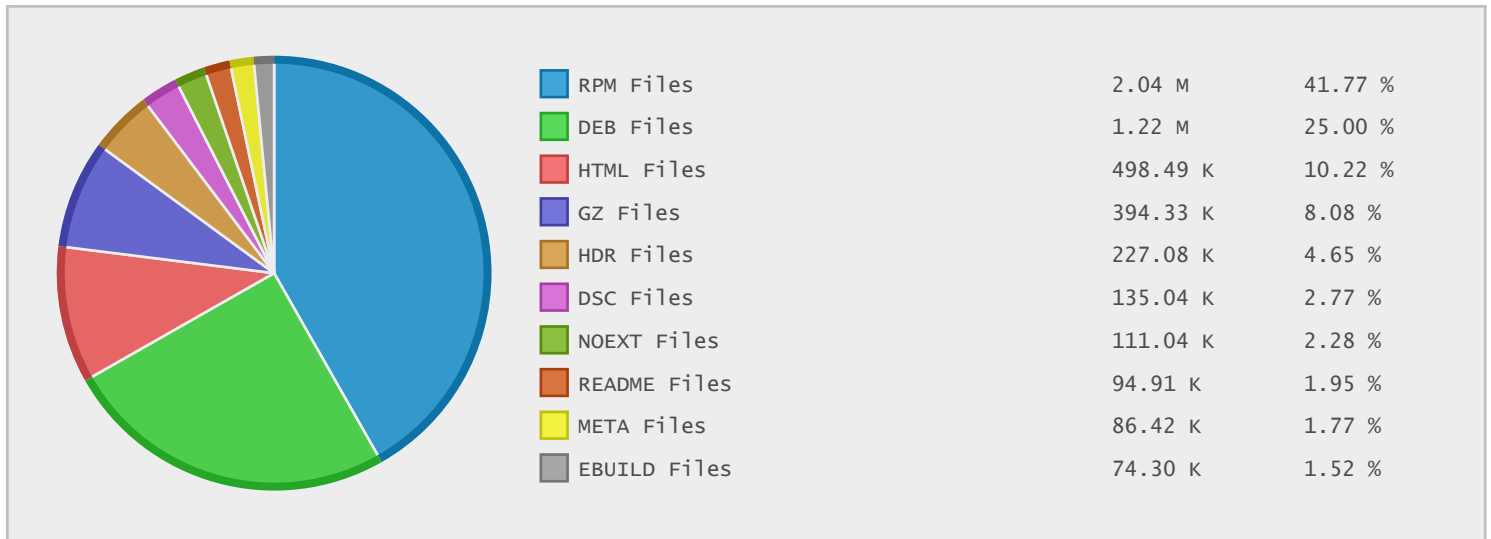 RPM Files 2.04 M 41.77 %
DEB Files 1.22 M 25.00 %
HTML Files 498.49 K 10.22 %
GZ Files 394.33 K 8.08 %
HDR Files 227.08 K 4.65 %
DSC Files 135.04 K 2.77 %
NOEXT Files 111.04 K 2.28 %
README Files 94.91 K 1.95 %
META Files 86.42 K 1.77 %
EBUILD Files 74.30 K 1.52 %